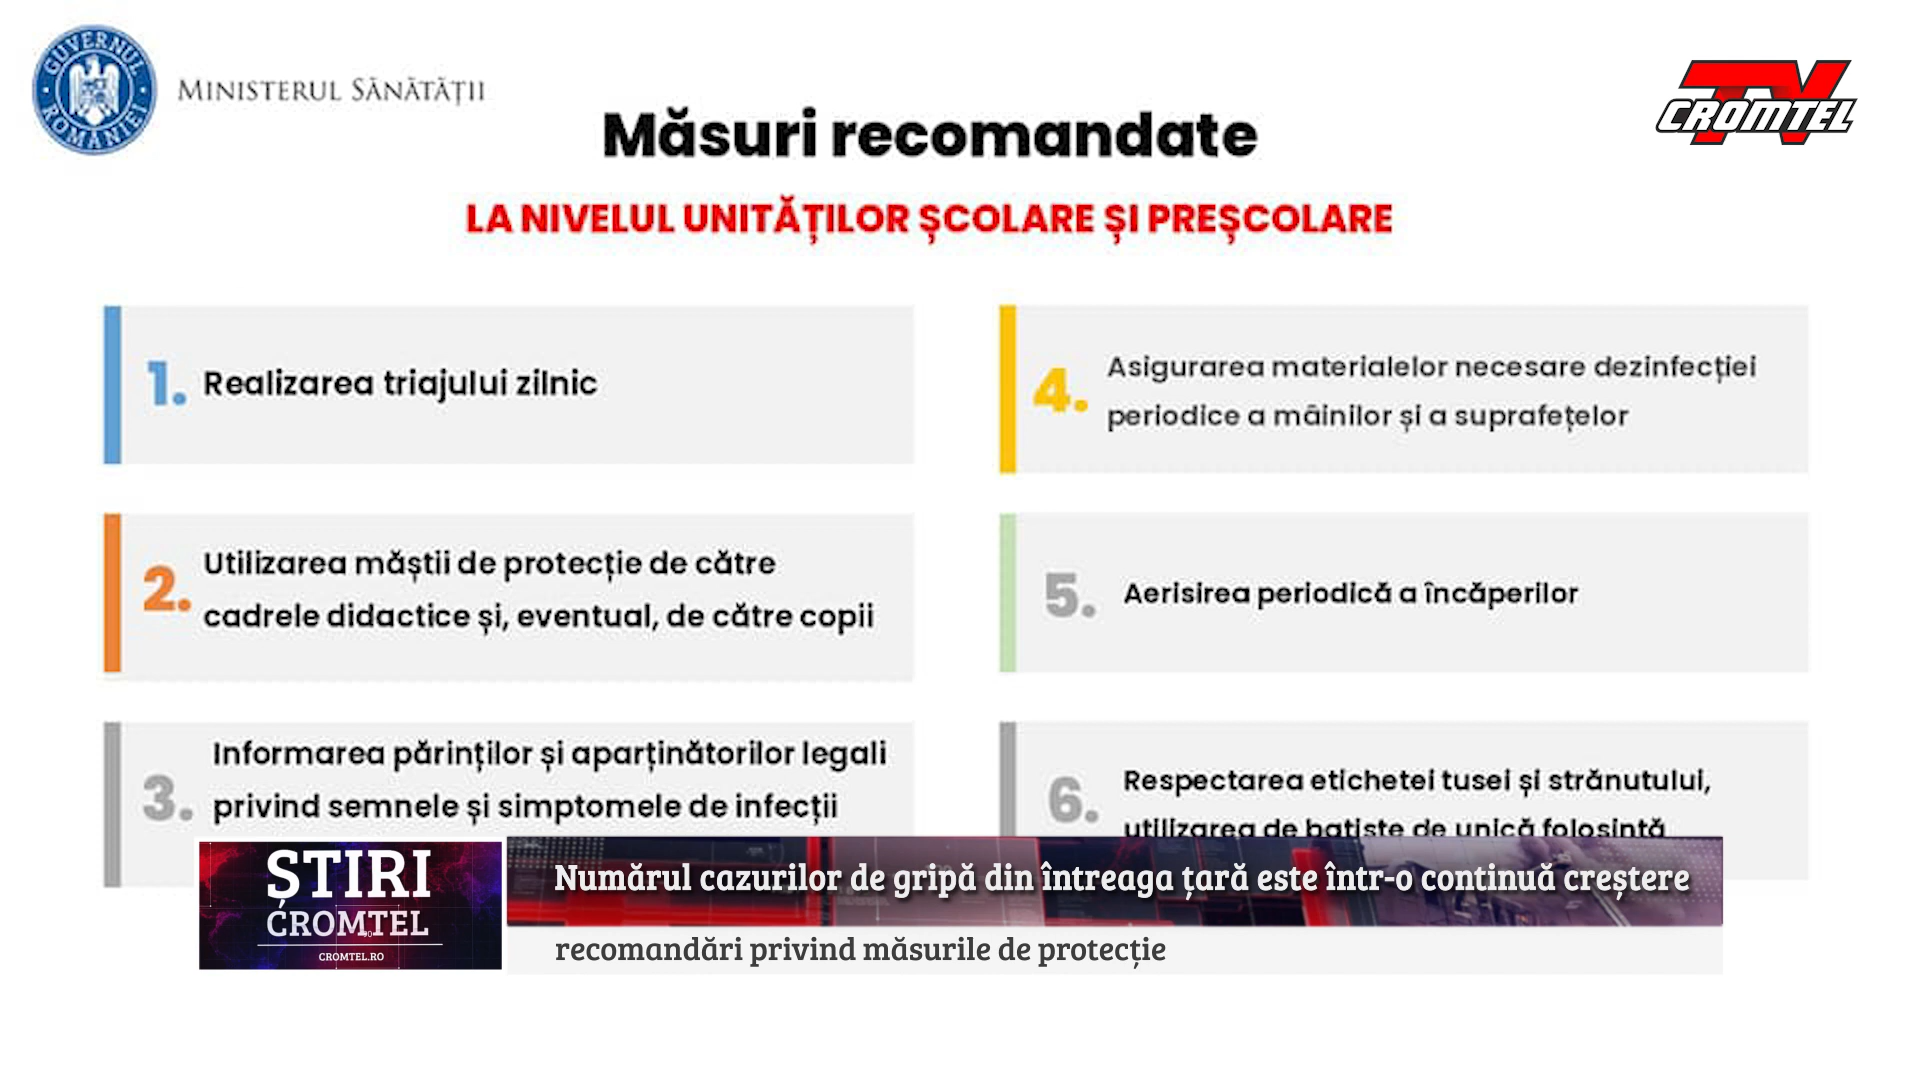 GUVERNUL ROMÂNIEI
MINISTERUL SĂNĂTĂȚII
TV
CROMTEL
Măsuri recomandate
LA NIVELUL UNITĂȚILOR ȘCOLARE ȘI PREȘCOLARE
1. Realizarea triajului zilnic
2. Utilizarea măștii de protecție de către
cadrele didactice și, eventual, de către copii
3. Informarea părinților și aparținătorilor legali
privind semnele și simptomele de infecții
4. Asigurarea materialelor necesare dezinfecției
periodice a mâinilor și a suprafețelor
5. Aerisirea periodică a încăperilor
6. Respectarea etichetei tusei și strănutului,
utilizarea de batiste de unică folosință
ȘTIRI
CROMTEL
CROMTEL.RO
Numărul cazurilor de gripă din întreaga țară este într-o continuă creștere
recomandări privind măsurile de protecție